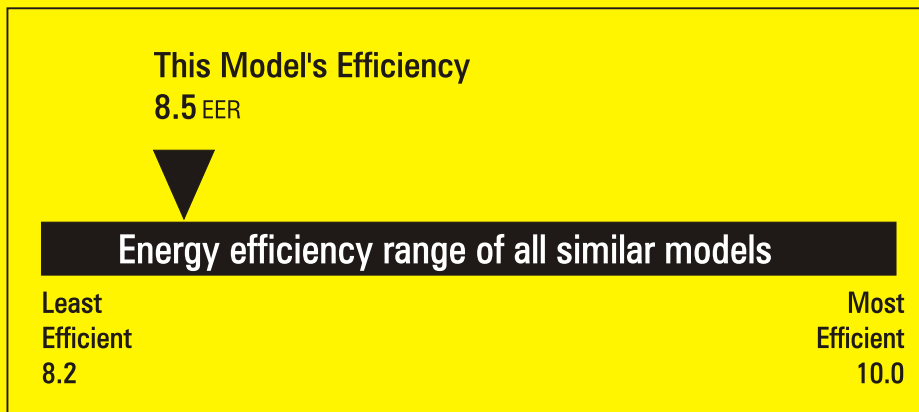 This Model's Efficiency
8.5 EER
Energy efficiency range of all similar models
Least
Efficient
8.2
Most
Efficient
10.0